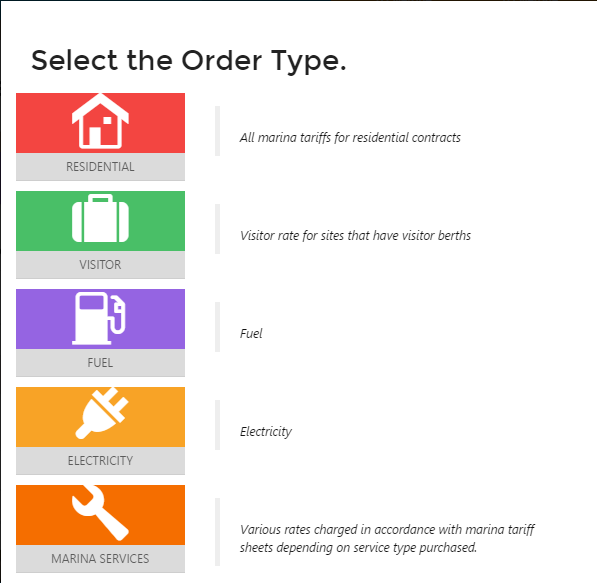 Select the Order Type.
RESIDENTIAL
All marina tariffs for residential contracts
VISITOR
Visitor rate for sites that have visitor berths
FUEL
Fuel
ELECTRICITY
Electricity
MARINA SERVICES
Various rates charged in accordance with marina tariff
sheets depending on service type purchased.